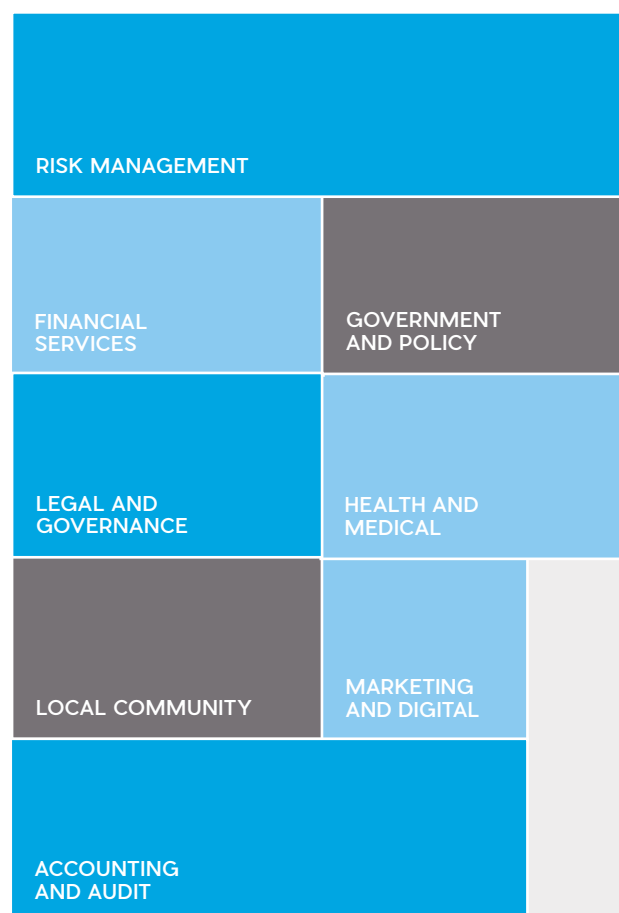 RISK MANAGEMENT
FINANCIAL
SERVICES
GOVERNMENT
AND POLICY
LEGAL AND
GOVERNANCE
HEALTH AND
MEDICAL
LOCAL COMMUNITY
MARKETING
AND DIGITAL
ACCOUNTING
AND AUDIT